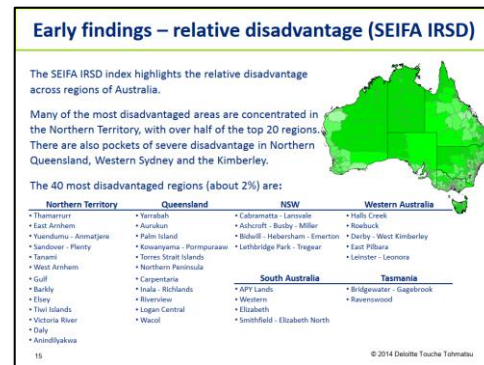 Early findings – relative disadvantage (SEIFA IRSD)
The SEIFA IRSD index highlights the relative disadvantage
across regions of Australia.
Many of the most disadvantaged areas are concentrated in
the Northern Territory, with over half of the top 20 regions.
There are also pockets of severe disadvantage in Northern
Queensland, Western Sydney and the Kimberley.
The 40 most disadvantaged regions (about 2%) are:
Northern Territory
• Thamarrurr
• East Arnhem
• Yuendumu - Anmatjere
• Sandover - Plenty
• Tanami
• West Arnhem
• Gulf
• Barkly
• Elsey
• Tiwi Islands
• Victoria River
• Daly
• Anindilyakwa
Queensland
• Yarrabah
• Aurukun
• Palm Island
• Kowanyama - Pormpuraaw
• Torres Strait Islands
• Northern Peninsula
• Carpentaria
• Inala - Richlands
• Riverview
• Logan Central
• Wacol
NSW
• Cabramatta - Lansvale
• Ashcroft - Busby - Miller
• Bidwill - Hebersham - Emerton
• Lethbridge Park - Tregear
South Australia
• APY Lands
• Western
• Elizabeth
• Smithfield - Elizabeth North
Western Australia
• Halls Creek
• Roebuck
• Derby - West Kimberley
• East Pilbara
• Leinster - Leonora
Tasmania
• Bridgewater - Gagebrook
• Ravenswood
15
© 2014 Deloitte Touche Tohmatsu